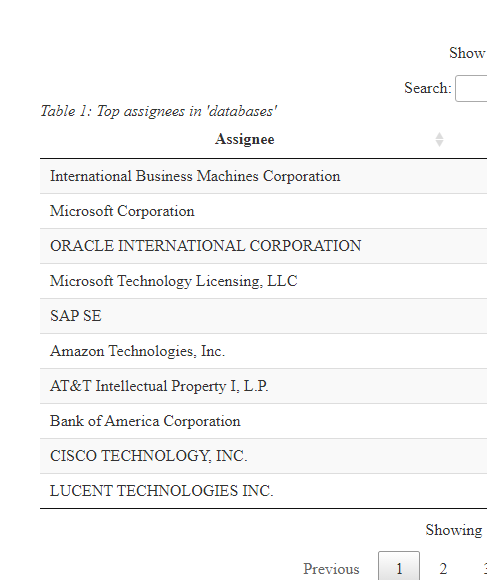 Show
Search:
Table 1: Top assignees in 'databases'
Assignee
International Business Machines Corporation
Microsoft Corporation
ORACLE INTERNATIONAL CORPORATION
Microsoft Technology Licensing, LLC
SAP SE
Amazon Technologies, Inc.
AT&T Intellectual Property I, L.P.
Bank of America Corporation
CISCO TECHNOLOGY, INC.
LUCENT TECHNOLOGIES INC.
Showing
Previous 1 2